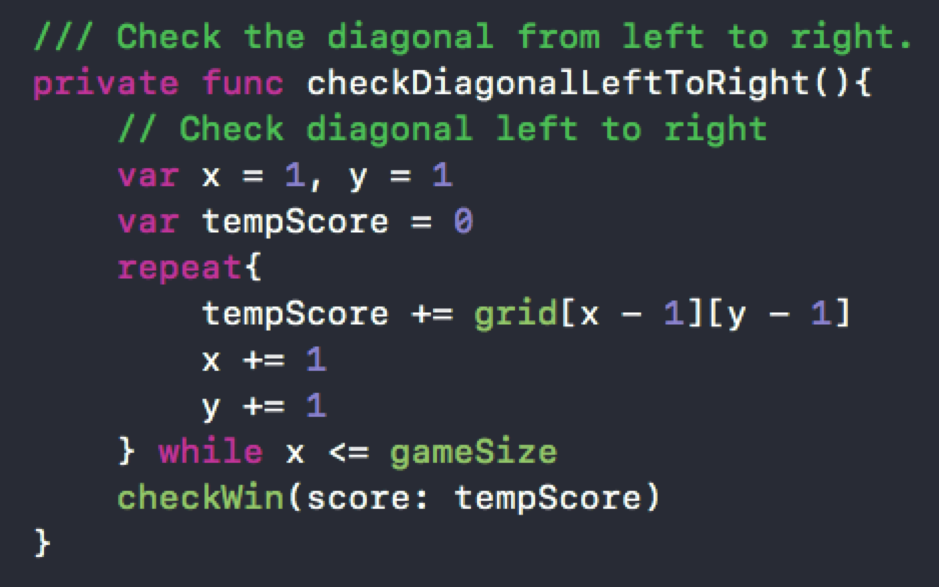 /// Check the diagonal from left to right.
private func checkDiagonalLeftToRight(){
    // Check diagonal left to right
    var x = 1, y = 1
    var tempScore = 0
    repeat{
        tempScore += grid[x - 1][y - 1]
        x += 1
        y += 1
    } while x <= gameSize
    checkWin(score: tempScore)
}